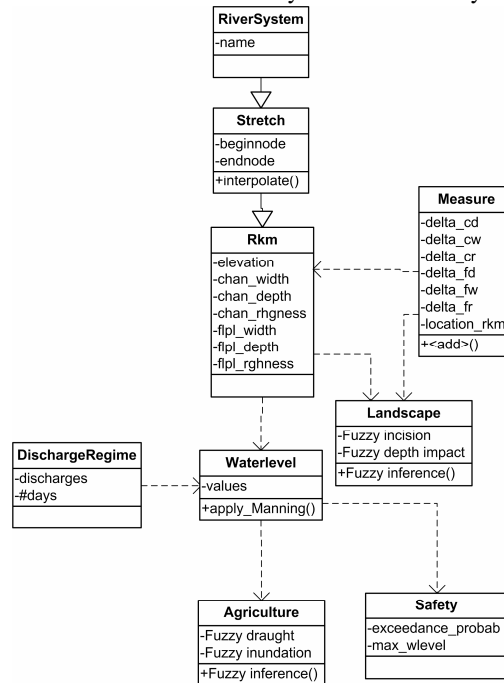 RiverSystem
-name
Stretch
-beginnode
-endnode
+interpolate()
Measure
-delta_cd
-delta_cw
-delta_cr
-delta_fd
-delta_fw
-delta_fr
-location_rkm
+<add>()
Rkm
-elevation
-chan_width
-chan_depth
-chan_rhgness
-flpl_width
-flpl_depth
-flpl_rghness
Landscape
-Fuzzy incision
-Fuzzy depth impact
+Fuzzy inference()
DischargeRegime
-discharges
-#days
Waterlevel
-values
+apply_Manning()
Agriculture
-Fuzzy draught
-Fuzzy inundation
+Fuzzy inference()
Safety
-exceedance_probab
-max_wlevel